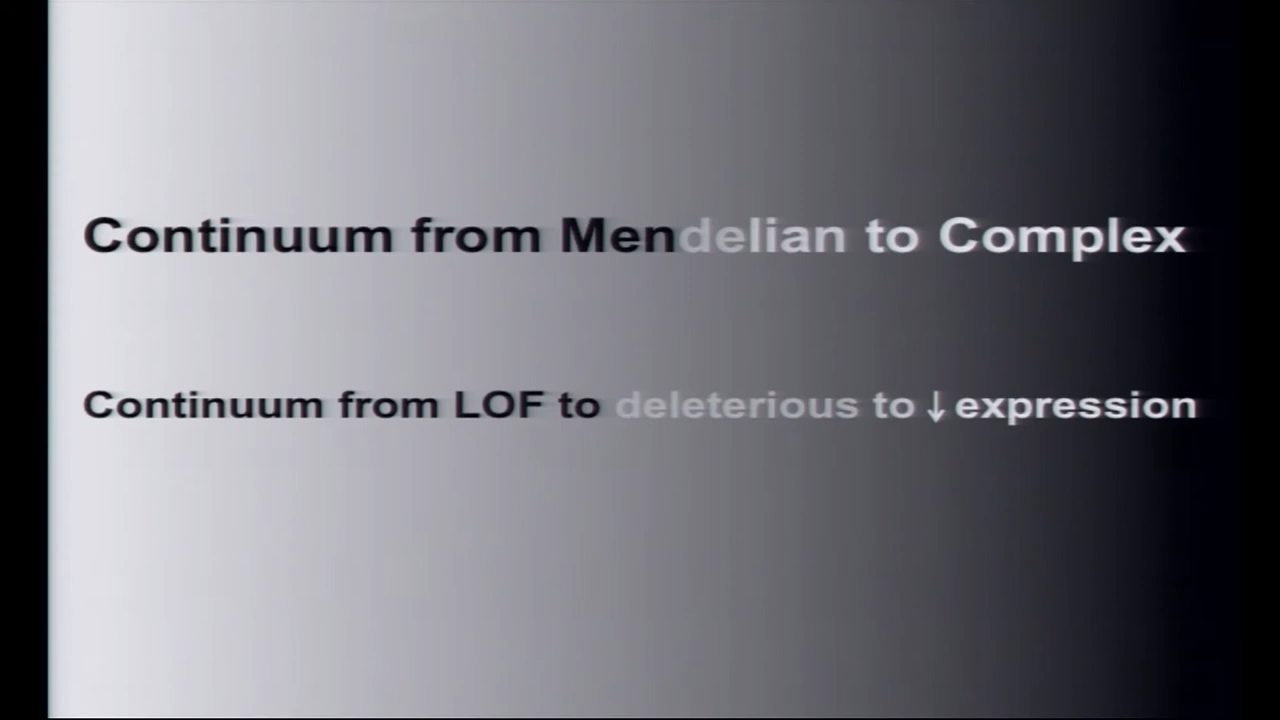 Continuum from Mendelian to Complex
Continuum from LOF to deleterious to ↓ expression